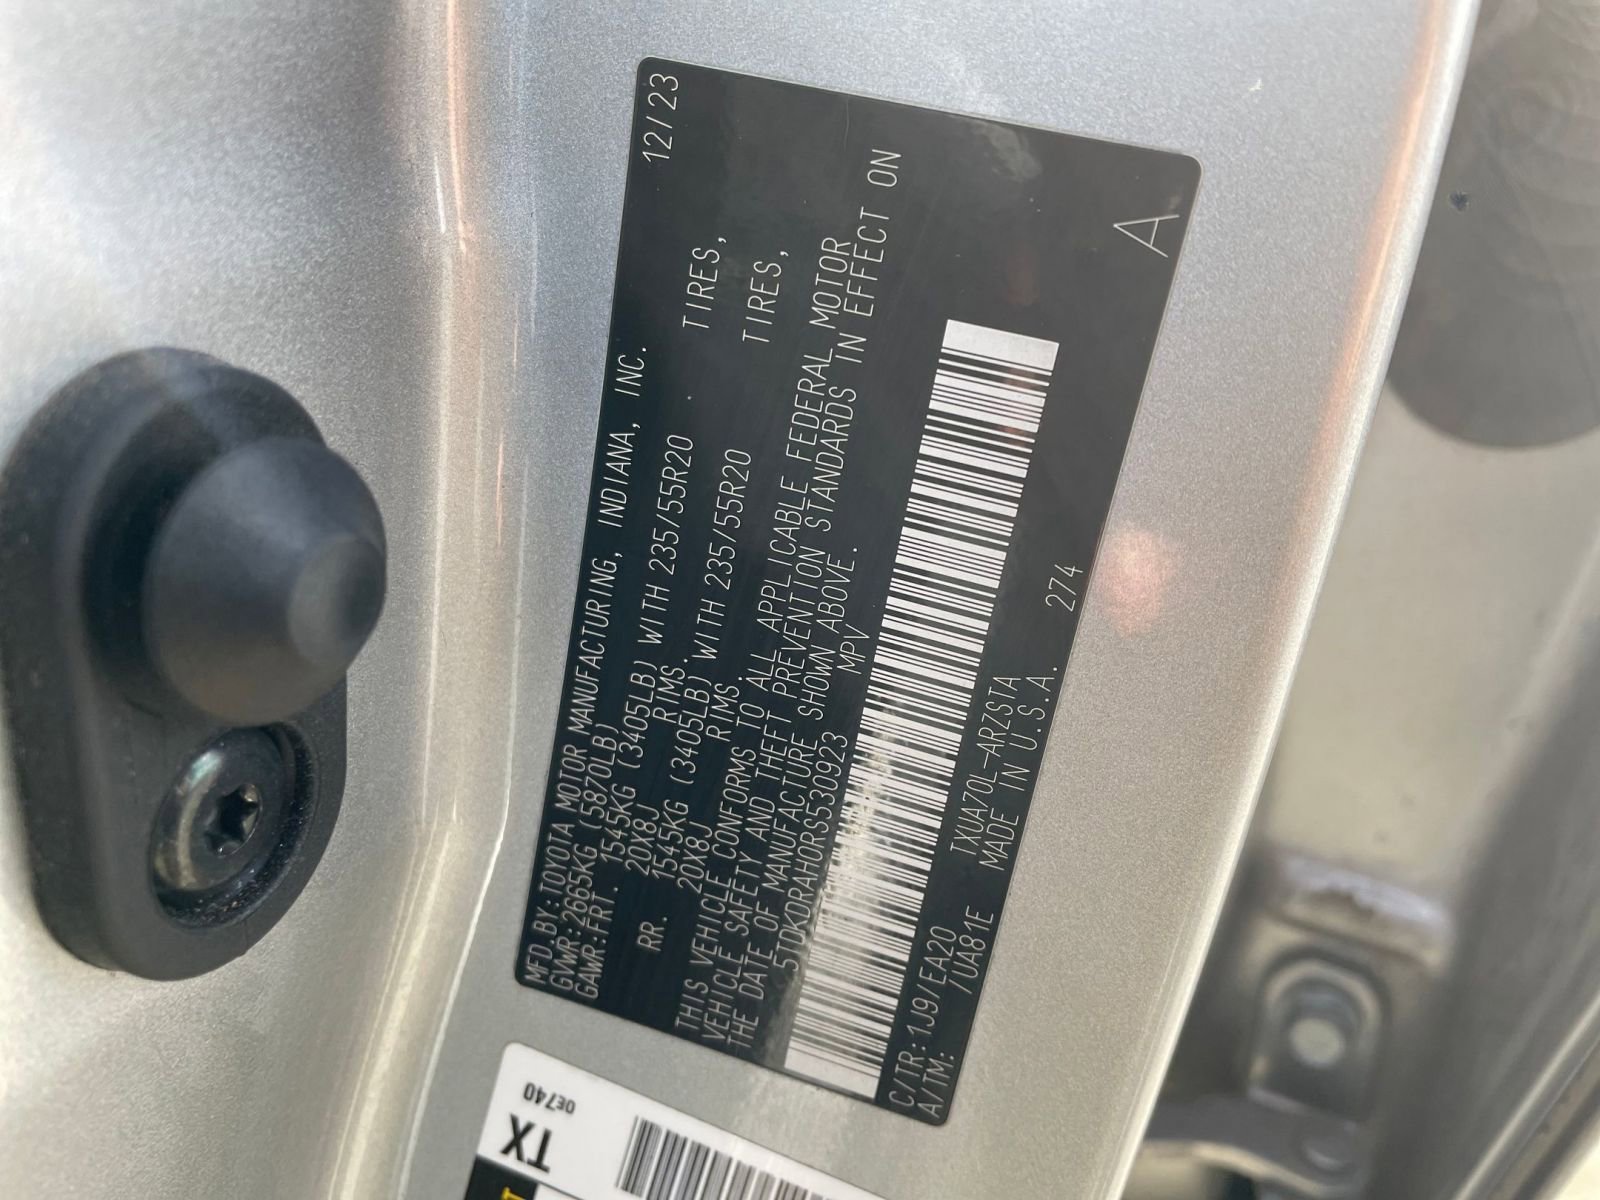 MFD BY:TOYOTA MOTOR MANUFACTURING, INDIANA, INC. 12/23
GVWR:2665KG (5870LB)
GAWR:FRT. 1545KG (3405LB) WITH 235/55R20 TIRES,
20X8J RIMS.
RR. 1545KG (3405LB) WITH 235/55R20 TIRES,
20X8J RIMS.
THIS VEHICLE CONFORMS TO ALL APPLICABLE FEDERAL MOTOR
VEHICLE SAFETY AND THEFT PREVENTION STANDARDS IN EFFECT ON
THE DATE OF MANUFACTURE SHOWN ABOVE.
5TDKDRAH0RS530923 MPV
C/TR:1J9/EA20 TXUA70L-ARZSTA 274
A/TM: /UA81E MADE IN U.S.A.
A
0E740
TX